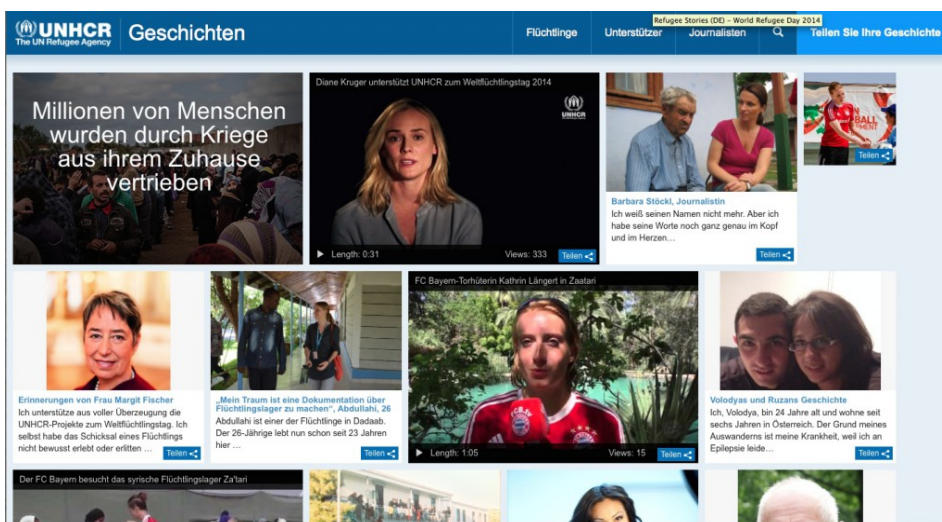 UNHCR
The UN Refugee Agency
Geschichten
Flüchtlinge
Unterstützer
Journalisten
Refugee Stories (DE) – World Refugee Day 2014
Teilen Sie Ihre Geschichte
Millionen von Menschen
wurden durch Kriege
aus ihrem Zuhause
vertrieben
Diane Kruger unterstützt UNHCR zum Weltflüchtlingstag 2014
UNHCR
Length: 0:31
Views: 333
Teilen
Barbara Stöckl, Journalistin
Ich weiß seinen Namen nicht mehr. Aber ich
habe seine Worte noch ganz genau im Kopf
und im Herzen…
Teilen
Teilen
Erinnerungen von Frau Margit Fischer
Ich unterstütze aus voller Überzeugung die
UNHCR-Projekte zum Weltflüchtlingstag. Ich
selbst habe das Schicksal eines Flüchtlings
nicht bewusst erlebt oder erlitten …
Teilen
„Mein Traum ist eine Dokumentation über
Flüchtlingslager zu machen“, Abdullahi, 26
Abdullahi ist einer der Flüchtlinge in Dadaab.
Der 26-Jährige lebt nun schon seit 23 Jahren
hier …
Teilen
FC Bayern-Torhüterin Kathrin Längert in Zaatari
Length: 1:05
Views: 15
Teilen
Volodyas und Ruzans Geschichte
Ich, Volodya, bin 24 Jahre alt und wohne seit
sechs Jahren in Österreich. Der Grund meines
Auswanderns ist meine Krankheit, weil ich an
Epilepsie leide…
Teilen
Der FC Bayern besucht das syrische Flüchtlingslager Za'tari